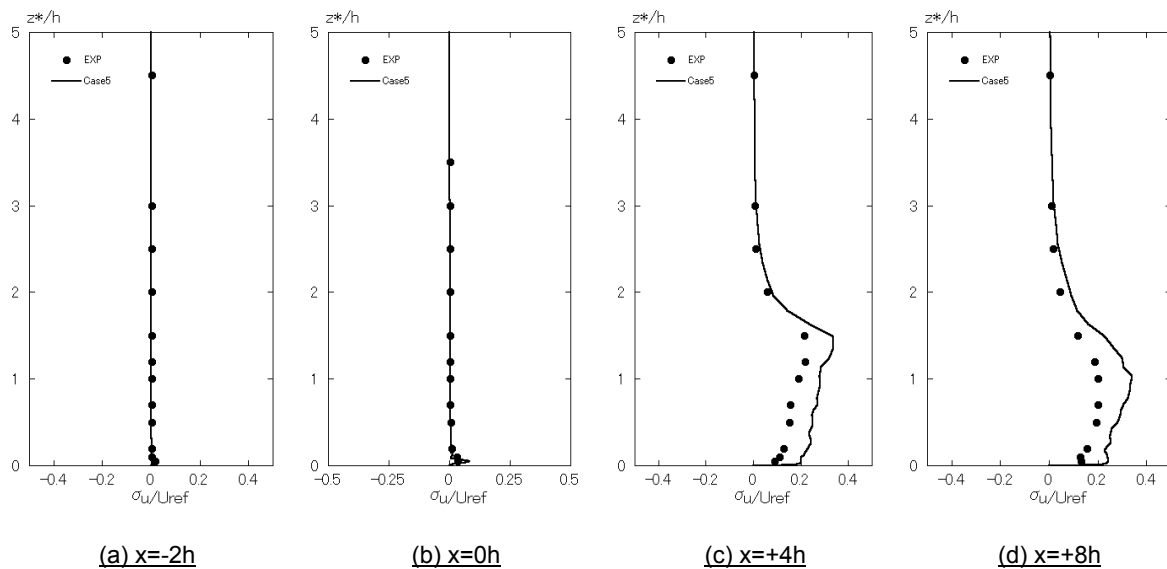 z*/h
5
4
3
2
1
0
EXP
Case5
-0.4
-0.2
0
0.2
0.4
σu/Uref
(a) x=-2h
z*/h
5
4
3
2
1
0
EXP
Case5
-0.5
-0.25
0
0.25
0.5
σu/Uref
(b) x=0h
z*/h
5
4
3
2
1
0
EXP
Case5
-0.4
-0.2
0
0.2
0.4
σu/Uref
(c) x=+4h
z*/h
5
4
3
2
1
0
EXP
Case5
-0.4
-0.2
0
0.2
0.4
σu/Uref
(d) x=+8h